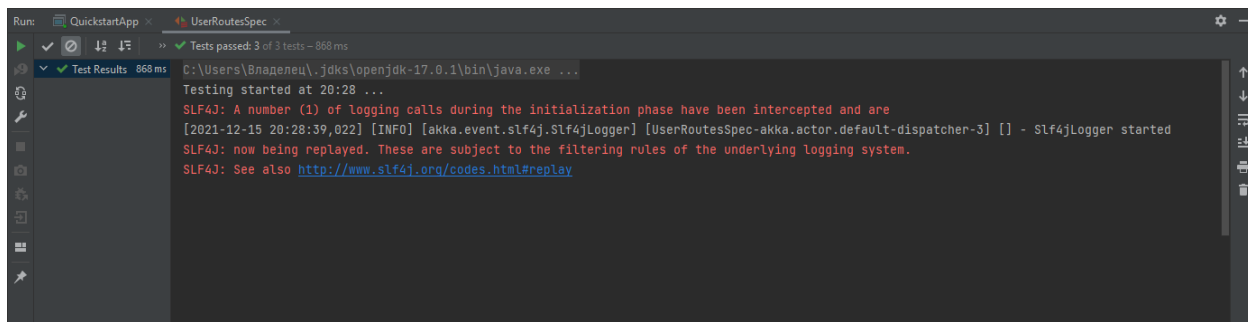 Run: QuickstartApp UserRoutesSpec
Tests passed: 3 of 3 tests – 868 ms
Test Results 868 ms
C:\Users\Владелец\.jdks\openjdk-17.0.1\bin\java.exe ...
Testing started at 20:28 ...
SLF4J: A number (1) of logging calls during the initialization phase have been intercepted and are
[2021-12-15 20:28:39,022] [INFO] [akka.event.slf4j.Slf4jLogger] [UserRoutesSpec-akka.actor.default-dispatcher-3] [] - Slf4jLogger started
SLF4J: now being replayed. These are subject to the filtering rules of the underlying logging system.
SLF4J: See also http://www.slf4j.org/codes.html#replay